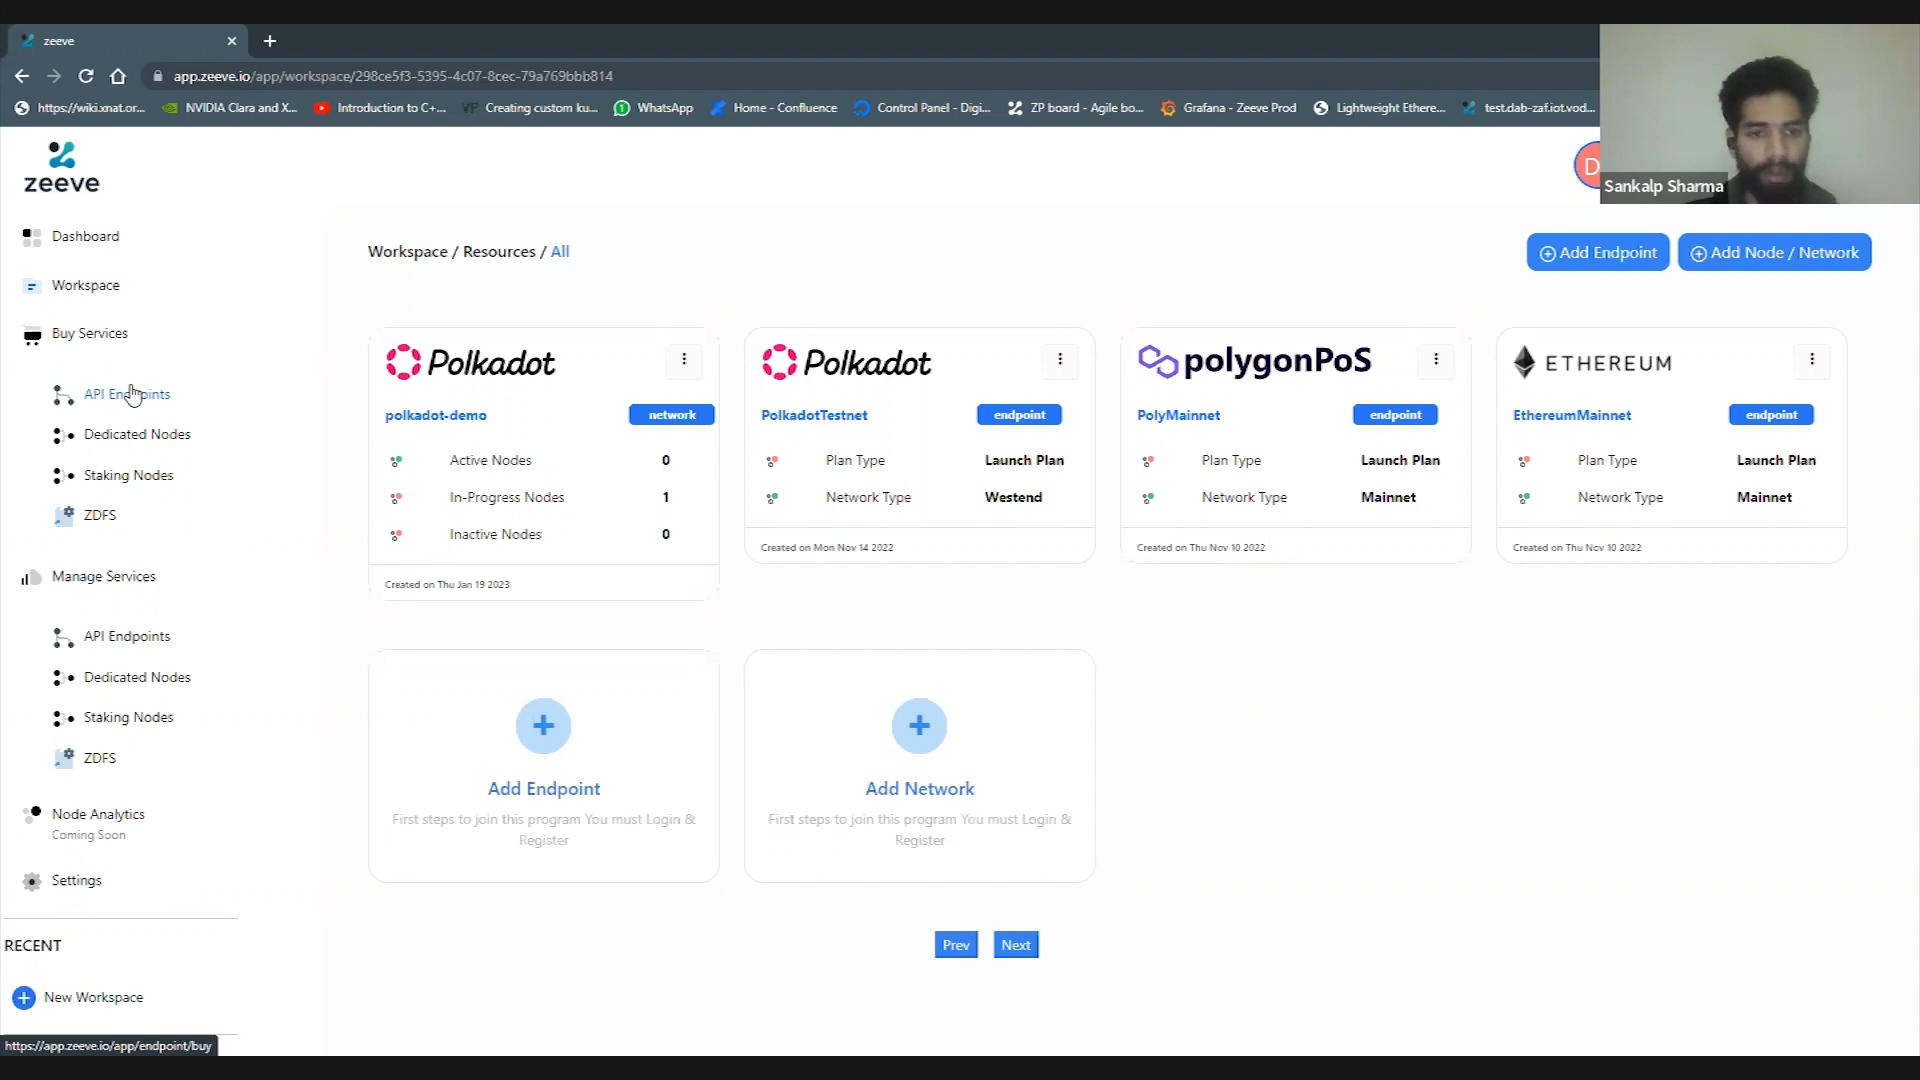 zeeve
app.zeeve.io/app/workspace/298ce5f3-5395-4c07-8cec-79a769bbb814
https://wiki.xnat.or... NVIDIA Clara and X... Introduction to C+... VP Creating custom ku... WhatsApp Home - Confluence Control Panel - Digi... ZP board - Agile bo... Grafana - Zeeve Prod Lightweight Ethere... test.dab-zaf.iot.vod...
zeeve
D
Sankalp Sharma
Dashboard
Workspace
Buy Services
API Endpoints
Dedicated Nodes
Staking Nodes
ZDFS
Manage Services
API Endpoints
Dedicated Nodes
Staking Nodes
ZDFS
Node Analytics
Coming Soon
Settings
RECENT
New Workspace
https://app.zeeve.io/app/endpoint/buy
Workspace / Resources / All
Add Endpoint
Add Node / Network
Polkadot
polkadot-demo network
Active Nodes 0
In-Progress Nodes 1
Inactive Nodes 0
Created on Thu Jan 19 2023
Polkadot
PolkadotTestnet endpoint
Plan Type Launch Plan
Network Type Westend
Created on Mon Nov 14 2022
polygonPoS
PolyMainnet endpoint
Plan Type Launch Plan
Network Type Mainnet
Created on Thu Nov 10 2022
ETHEREUM
EthereumMainnet endpoint
Plan Type Launch Plan
Network Type Mainnet
Created on Thu Nov 10 2022
Add Endpoint
First steps to join this program You must Login &
Register
Add Network
First steps to join this program You must Login &
Register
Prev
Next